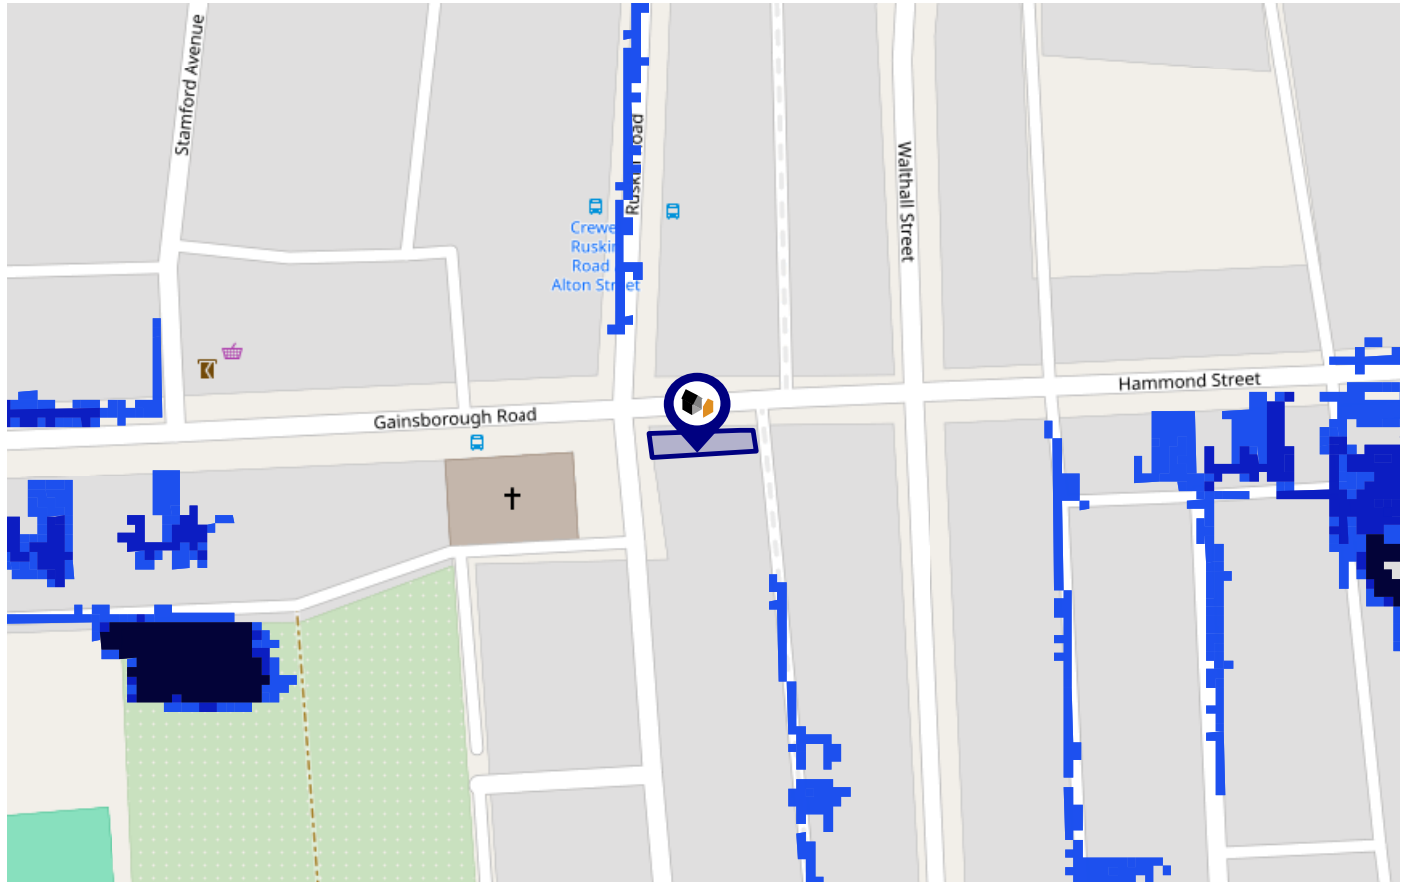 Stamford Avenue
Ruskin Road
Walthall Street
Crewe
Ruskin
Road
Alton Street
Hammond Street
Gainsborough Road